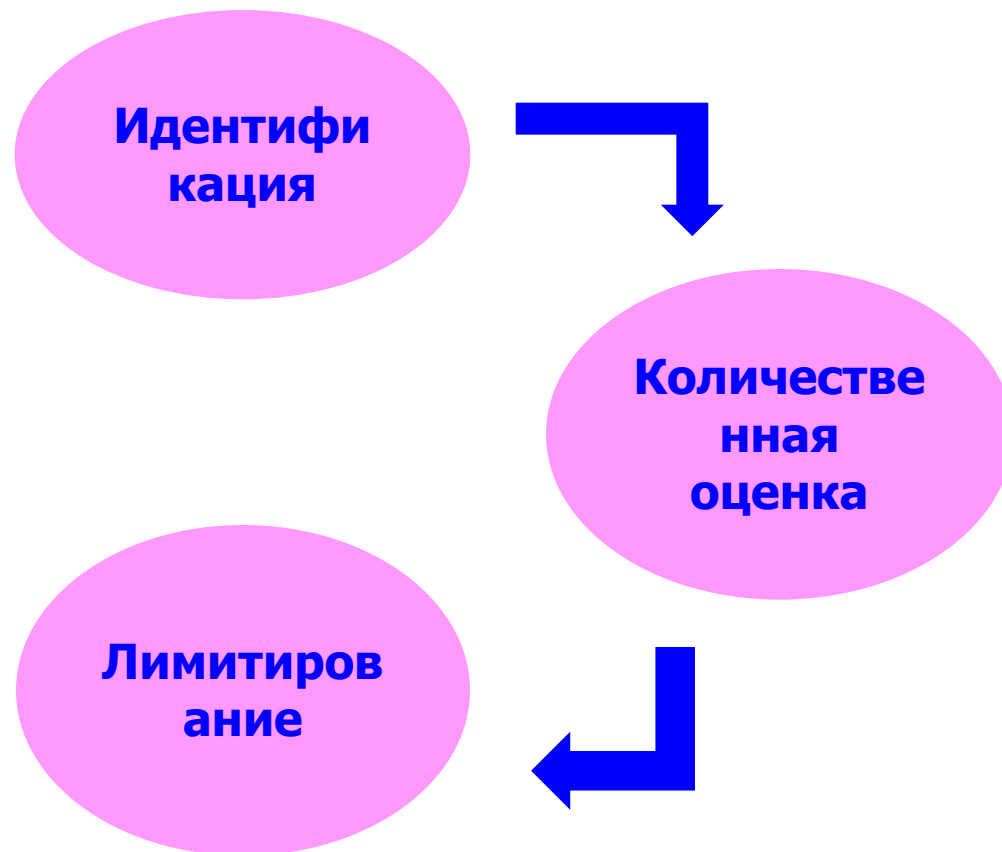 Идентифи
кация
Количестве
нная
оценка
Лимитиров
ание